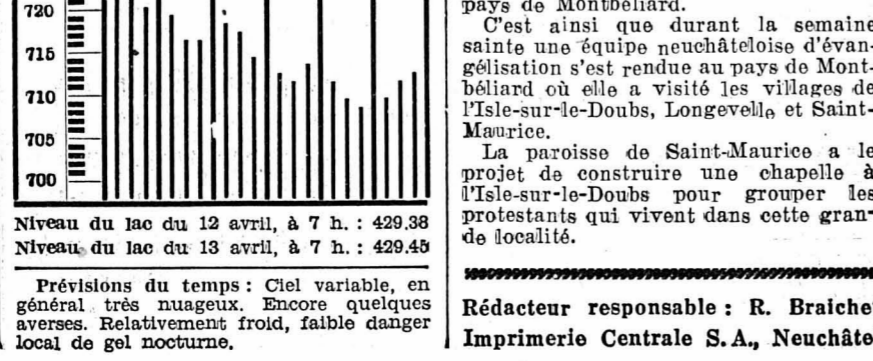 720
715
710
705
700
Niveau du lac du 12 avril, à 7 h. : 429.38
Niveau du lac du 13 avril, à 7 h. : 429.45
Prévisions du temps : Ciel variable, en
général très nuageux. Encore quelques
averses. Relativement froid, faible danger
local de gel nocturne.
pays de Montbéliard.
C'est ainsi que durant la semaine
sainte une équipe neuchâteloise d'évan-
gélisation s'est rendue au pays de Mont-
béliard où elle a visité les villages de
l'Isle-sur-le-Doubs, Longevelle et Saint-
Maurice.
La paroisse de Saint-Maurice a le
projet de construire une chapelle à
l'Isle-sur-le-Doubs pour grouper les
protestants qui vivent dans cette gran-
de localité.
Rédacteur responsable : R. Braiche
Imprimerie Centrale S. A., Neuchâte